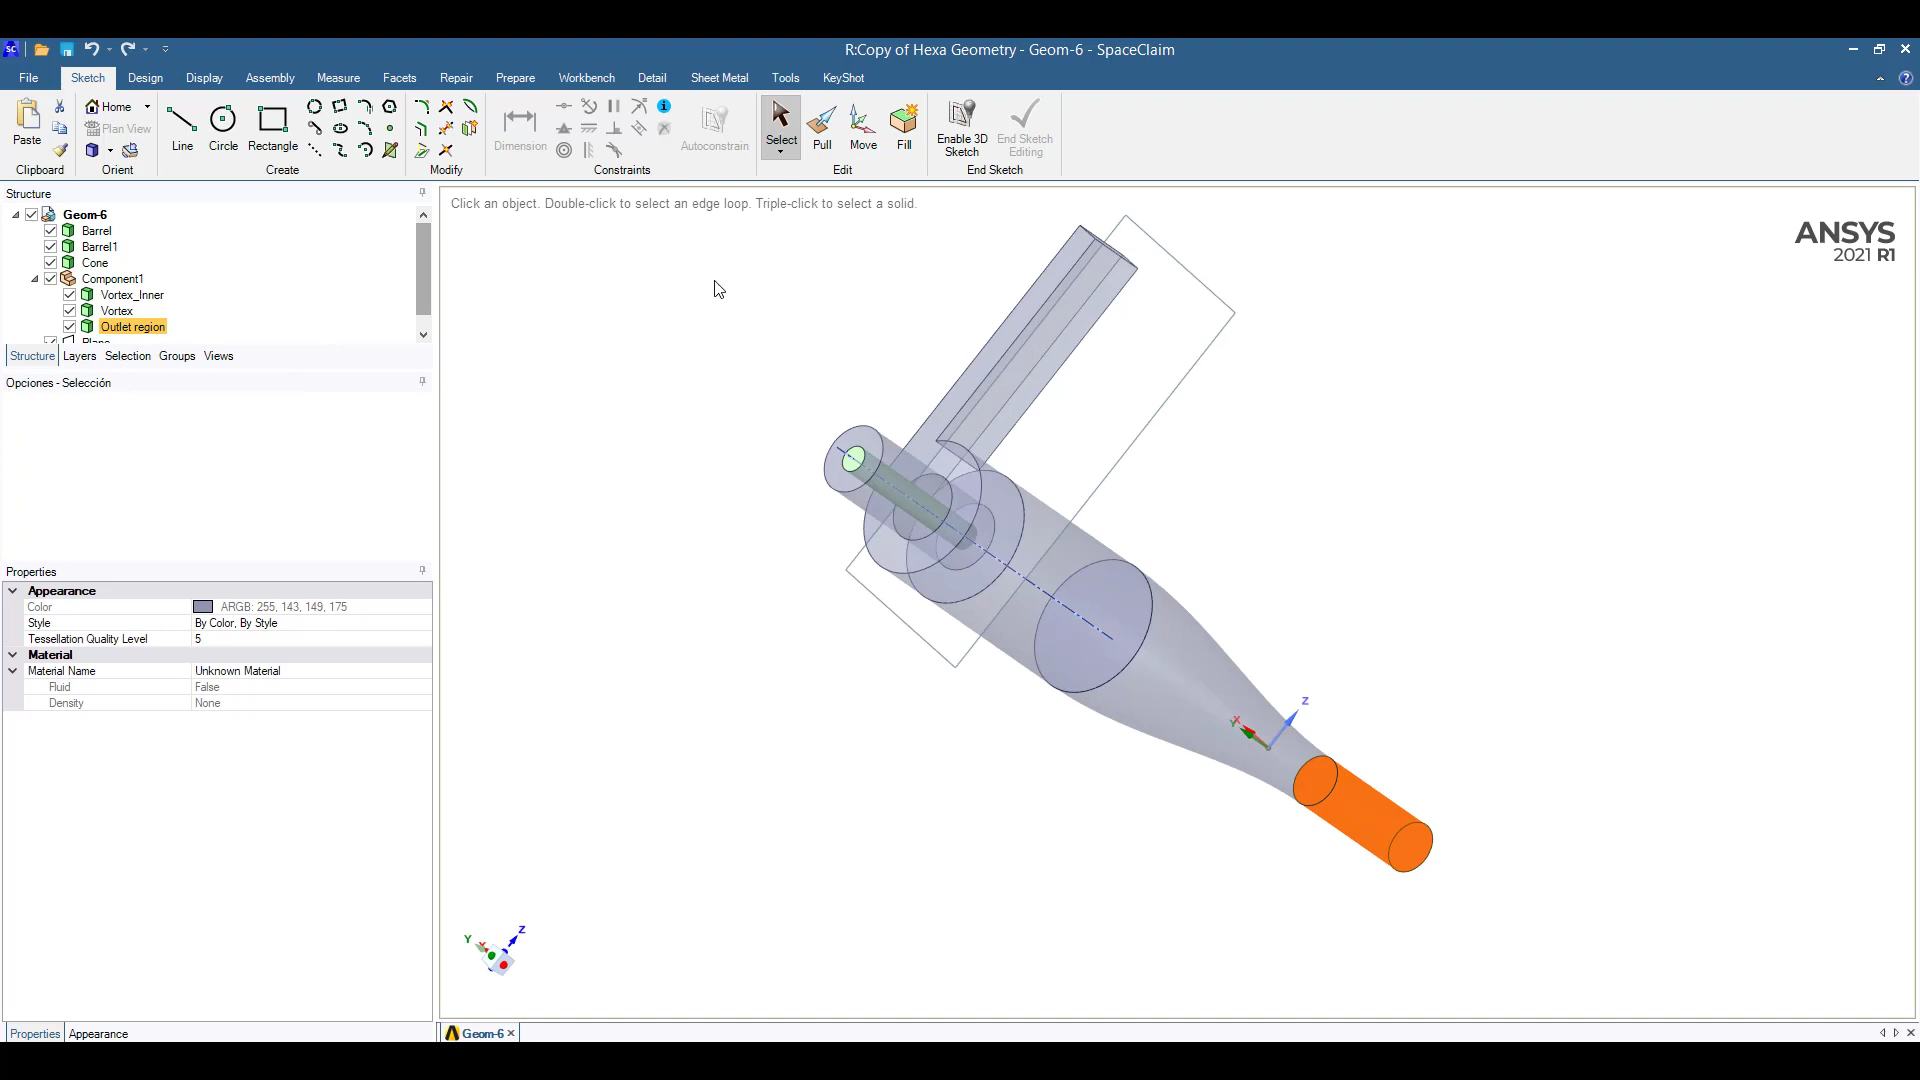 R:Copy of Hexa Geometry - Geom-6 - SpaceClaim
File Sketch Design Display Assembly Measure Facets Repair Prepare Workbench Detail Sheet Metal Tools KeyShot
Paste
Home
Plan View
Line Circle Rectangle
Dimension
Autoconstrain
Select Pull Move Fill
Enable 3D Sketch
End Sketch Editing
Clipboard Orient Create Modify Constraints Edit End Sketch
Structure
Geom-6
Barrel
Barrel1
Cone
Component1
Vortex_Inner
Vortex
Outlet region
Structure Layers Selection Groups Views
Opciones - Selección
Properties
Appearance
Color ARGB: 255, 143, 149, 175
Style By Color, By Style
Tessellation Quality Level 5
Material
Material Name Unknown Material
Fluid False
Density None
Properties Appearance
Click an object. Double-click to select an edge loop. Triple-click to select a solid.
ANSYS
2021 R1
Z
X
Y
Z
Y
X
Geom-6